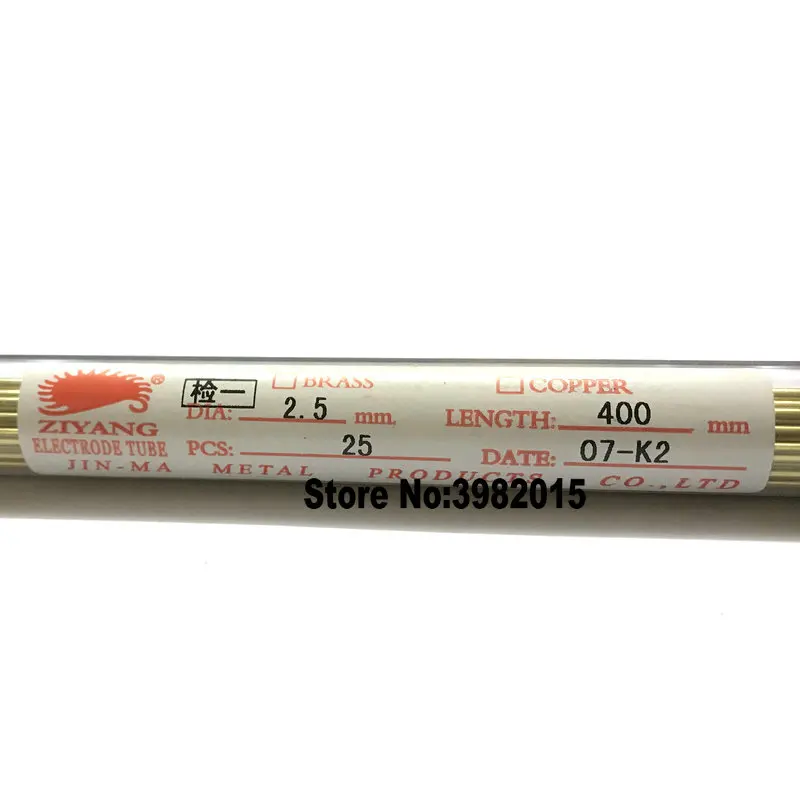 ® 检一 BRASS COPPER
ZIYANG DIA: 2.5 mm, LENGTH: 400 mm
ELECTRODE TUBE PCS: 25 DATE: 07-K2
JIN-MA METAL PRODUCTS CO.,LTD
Store No:3982015